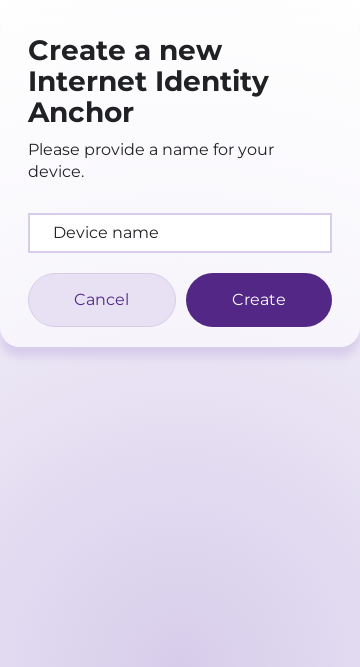 Create a new
Internet Identity
Anchor
Please provide a name for your
device.
Device name
Cancel
Create